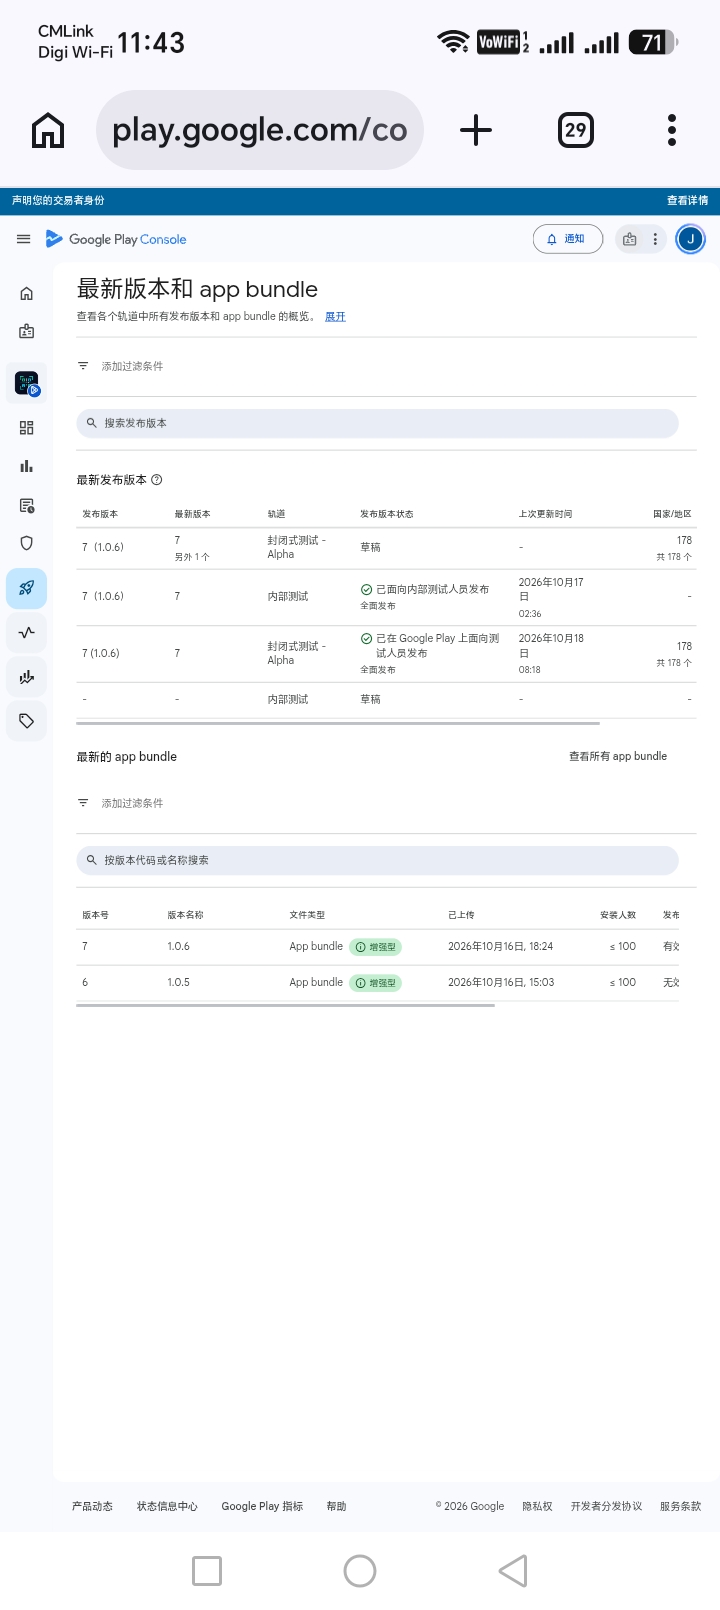 CMLink
Digi Wi-Fi
11:43
VoWiFi 1 2
71
play.google.com/co
29
声明您的交易者身份 查看详情
Google Play Console
通知
J
最新版本和 app bundle
查看各个轨道中所有发布版本和 app bundle 的概览。 展开
添加过滤条件
搜索发布版本
最新发布版本
发布版本 最新版本 轨道 发布版本状态 上次更新时间 国家/地区
7（1.0.6） 7 另外 1 个 封闭式测试 - Alpha 草稿 - 178 共 178 个
7（1.0.6） 7 内部测试 已面向内部测试人员发布 全面发布 2026年10月17日 02:36 -
7 (1.0.6) 7 封闭式测试 - Alpha 已在 Google Play 上面向测试人员发布 全面发布 2026年10月18日 08:18 178 共 178 个
- - 内部测试 草稿 - -
最新的 app bundle 查看所有 app bundle
添加过滤条件
按版本代码或名称搜索
版本号 版本名称 文件类型 已上传 安装人数 发布
7 1.0.6 App bundle 增强型 2026年10月16日, 18:24 ≤ 100 有效
6 1.0.5 App bundle 增强型 2026年10月16日, 15:03 ≤ 100 无效
产品动态 状态信息中心 Google Play 指标 帮助 © 2026 Google 隐私权 开发者分发协议 服务条款